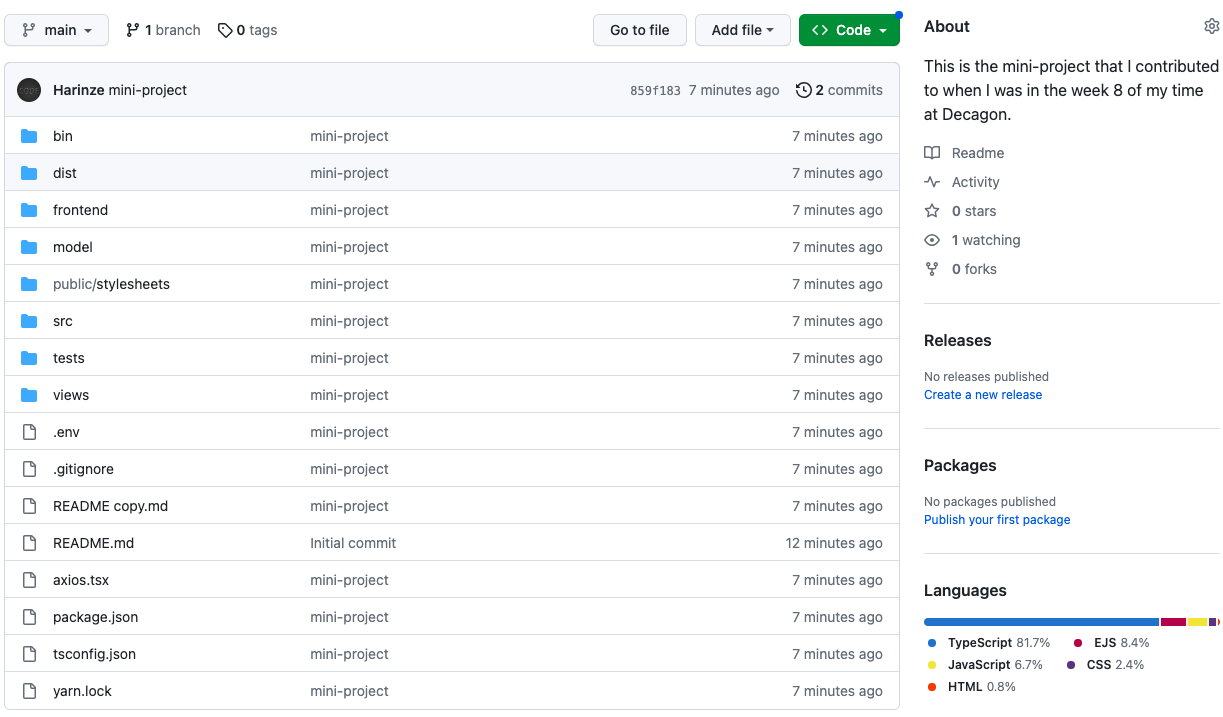 main 1 branch 0 tags Go to file Add file Code
Harinze mini-project 859f183 7 minutes ago 2 commits
bin mini-project 7 minutes ago
dist mini-project 7 minutes ago
frontend mini-project 7 minutes ago
model mini-project 7 minutes ago
public/stylesheets mini-project 7 minutes ago
src mini-project 7 minutes ago
tests mini-project 7 minutes ago
views mini-project 7 minutes ago
.env mini-project 7 minutes ago
.gitignore mini-project 7 minutes ago
README copy.md mini-project 7 minutes ago
README.md Initial commit 12 minutes ago
axios.tsx mini-project 7 minutes ago
package.json mini-project 7 minutes ago
tsconfig.json mini-project 7 minutes ago
yarn.lock mini-project 7 minutes ago
About
This is the mini-project that I contributed
to when I was in the week 8 of my time
at Decagon.
Readme
Activity
0 stars
1 watching
0 forks
Releases
No releases published
Create a new release
Packages
No packages published
Publish your first package
Languages
TypeScript 81.7% EJS 8.4%
JavaScript 6.7% CSS 2.4%
HTML 0.8%